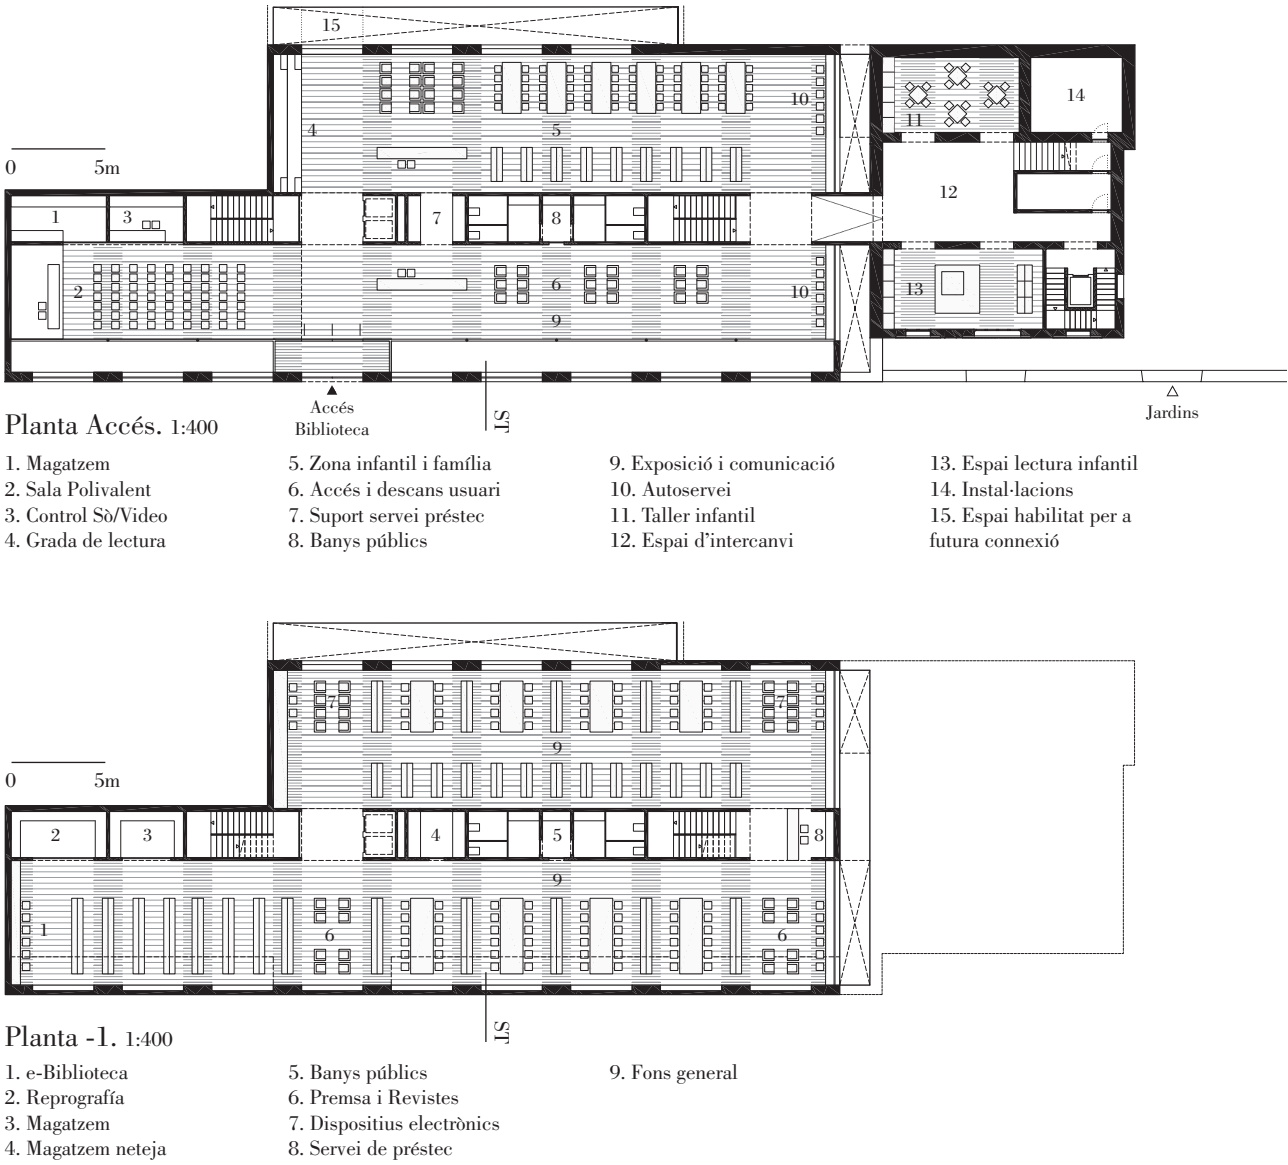 15
10
14
11
4
5
0 5m
12
1
3
7
8
2
6
10
13
9
Accés
Biblioteca
ST
Jardins
Planta Accés. 1:400
1. Magatzem
2. Sala Polivalent
3. Control Sò/Video
4. Grada de lectura
5. Zona infantil i família
6. Accés i descans usuari
7. Suport servei préstec
8. Banys públics
9. Exposició i comunicació
10. Autoservei
11. Taller infantil
12. Espai d'intercanvi
13. Espai lectura infantil
14. Instal·lacions
15. Espai habilitat per a
futura connexió
7
7
9
0 5m
2
3
4
5
8
9
1
6
6
ST
Planta -1. 1:400
1. e-Biblioteca
2. Reprografía
3. Magatzem
4. Magatzem neteja
5. Banys públics
6. Premsa i Revistes
7. Dispositius electrònics
8. Servei de préstec
9. Fons general